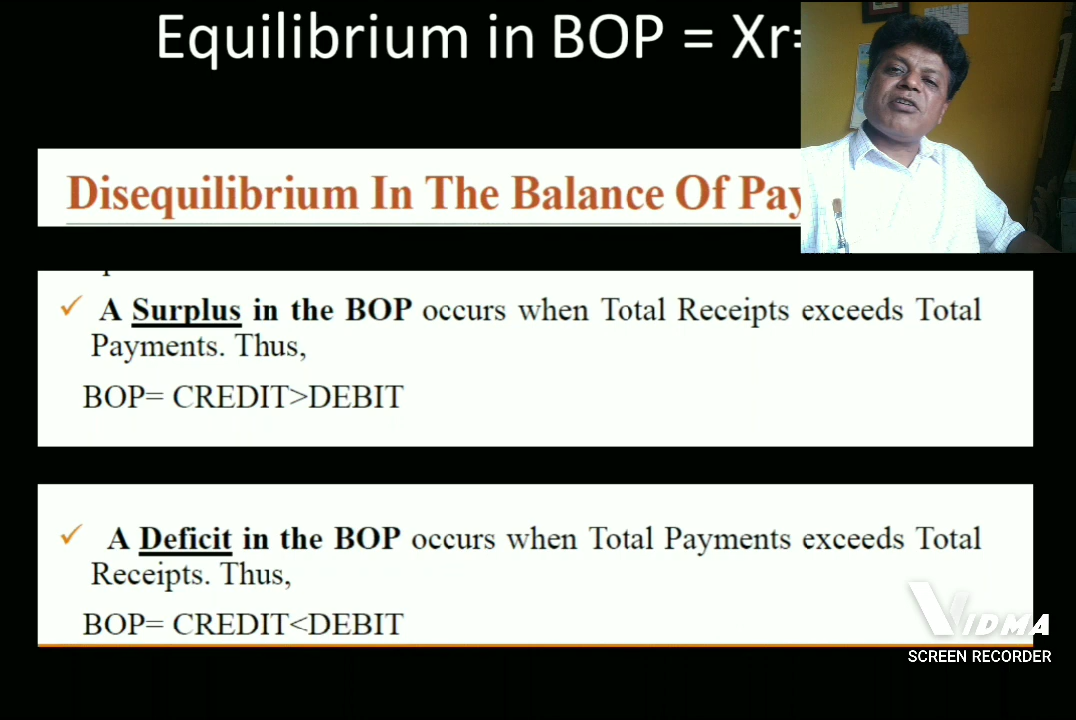 Equilibrium in BOP = Xr=
Disequilibrium In The Balance Of Pay
✓ A Surplus in the BOP occurs when Total Receipts exceeds Total
Payments. Thus,
BOP= CREDIT>DEBIT
✓ A Deficit in the BOP occurs when Total Payments exceeds Total
Receipts. Thus,
BOP= CREDIT<DEBIT
VIDMA
SCREEN RECORDER